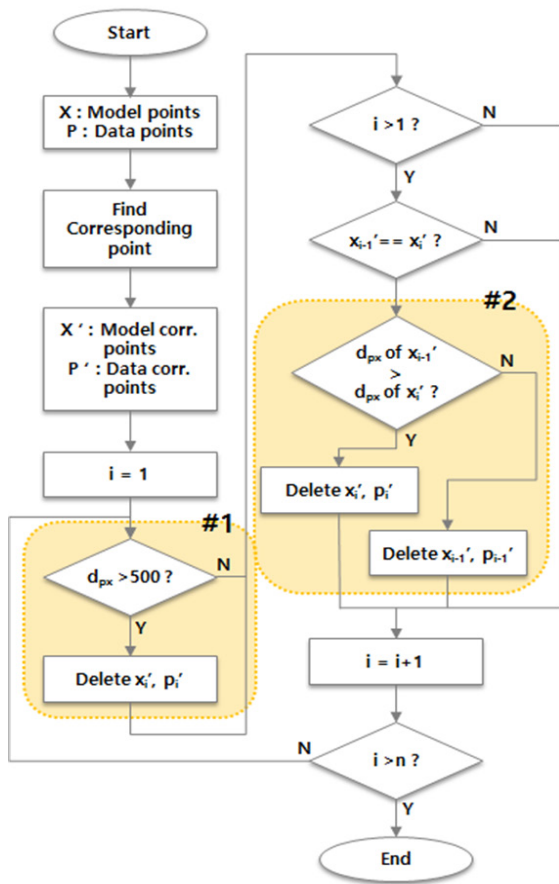 Start
X : Model points
P : Data points
Find
Corresponding
point
X ‘ : Model corr.
points
P ‘ : Data corr.
points
i = 1
#1
dpx >500 ?
N
Y
Delete xi′, pi′
i >1 ?
N
Y
xi-1′== xi′ ?
N
#2
dpx of xi-1′
>
dpx of xi′ ?
N
Y
Delete xi′, pi′
Delete xi-1′, pi-1′
i = i+1
N
i >n ?
Y
End